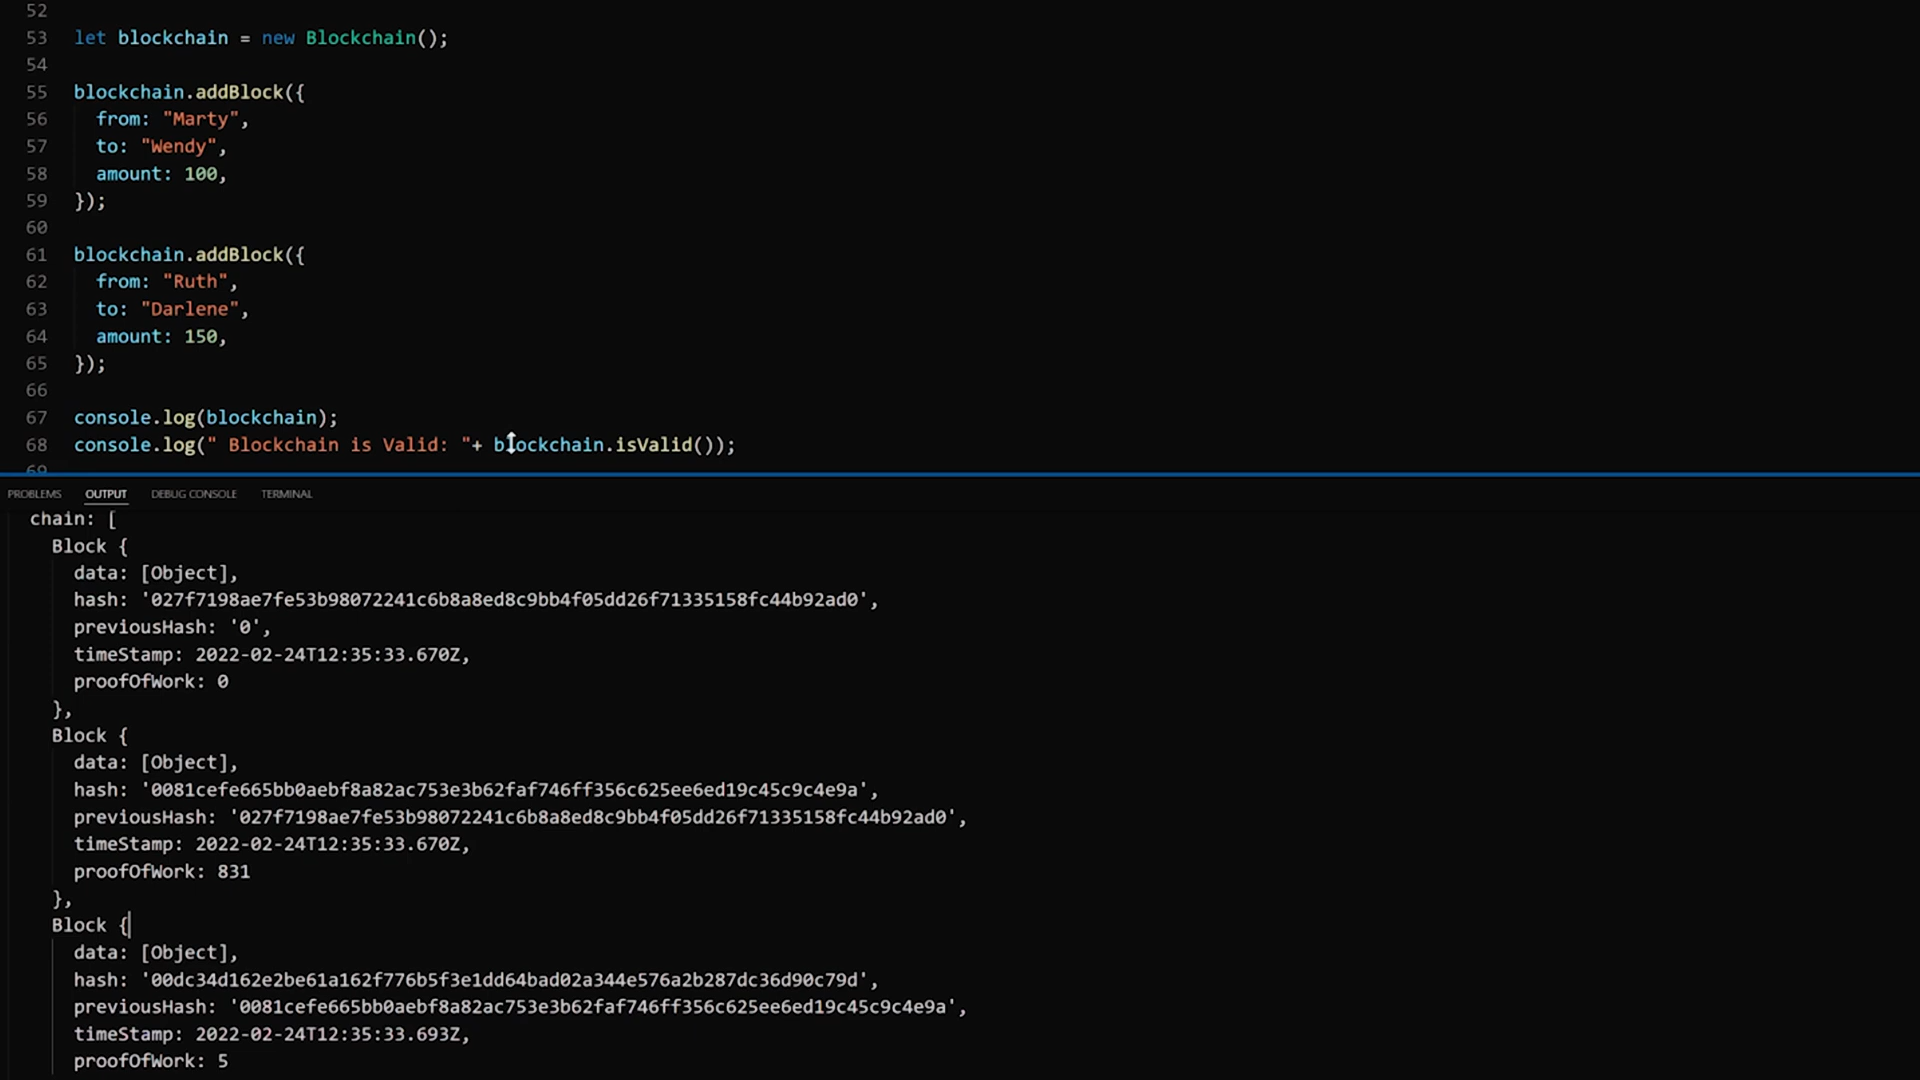 52
53 let blockchain = new Blockchain();
54
55 blockchain.addBlock({
56 from: "Marty",
57 to: "Wendy",
58 amount: 100,
59 });
60
61 blockchain.addBlock({
62 from: "Ruth",
63 to: "Darlene",
64 amount: 150,
65 });
66
67 console.log(blockchain);
68 console.log(" Blockchain is Valid: "+ blockchain.isValid());
69
PROBLEMS OUTPUT DEBUG CONSOLE TERMINAL
chain: [
Block {
data: [Object],
hash: '027f7198ae7fe53b98072241c6b8a8ed8c9bb4f05dd26f71335158fc44b92ad0',
previousHash: '0',
timeStamp: 2022-02-24T12:35:33.670Z,
proofOfWork: 0
},
Block {
data: [Object],
hash: '0081cefe665bb0aebf8a82ac753e3b62faf746ff356c625ee6ed19c45c9c4e9a',
previousHash: '027f7198ae7fe53b98072241c6b8a8ed8c9bb4f05dd26f71335158fc44b92ad0',
timeStamp: 2022-02-24T12:35:33.670Z,
proofOfWork: 831
},
Block {
data: [Object],
hash: '00dc34d162e2be61a162f776b5f3e1dd64bad02a344e576a2b287dc36d90c79d',
previousHash: '0081cefe665bb0aebf8a82ac753e3b62faf746ff356c625ee6ed19c45c9c4e9a',
timeStamp: 2022-02-24T12:35:33.693Z,
proofOfWork: 5